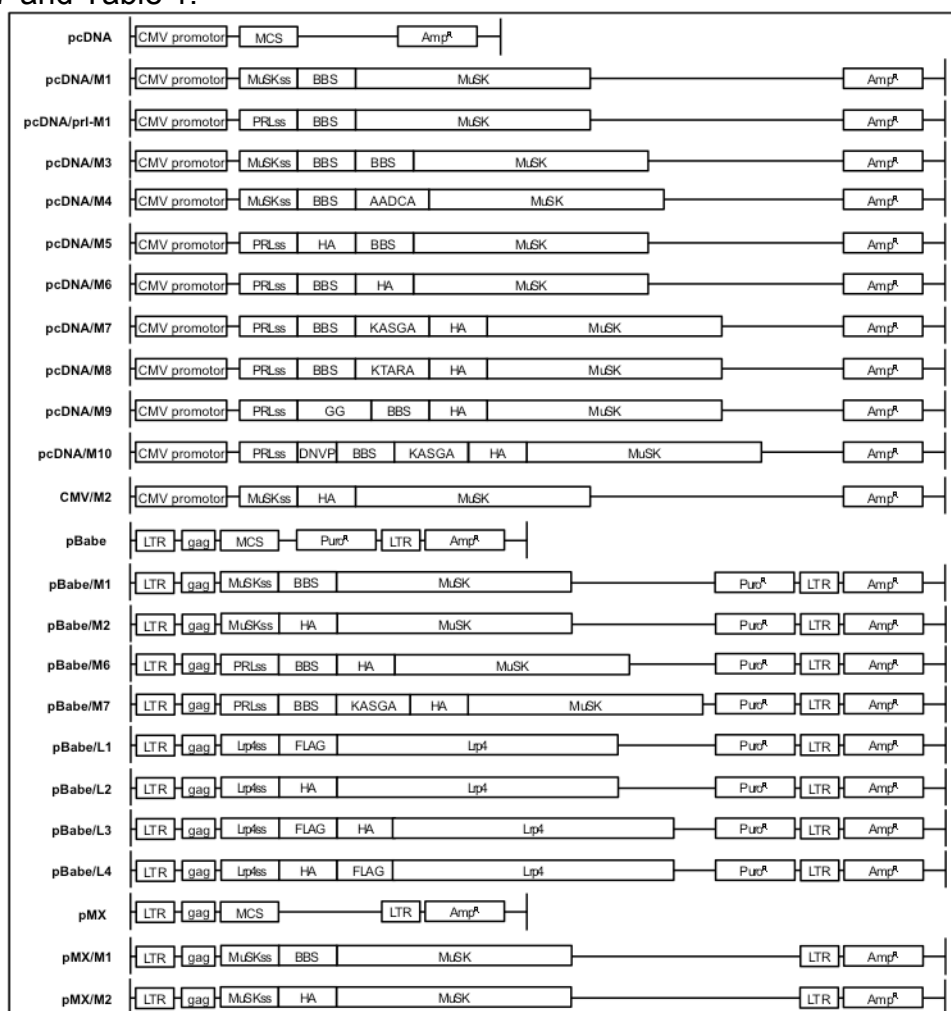 and Table 1.
pcDNA CMV promotor MCS AmpR
pcDNA/M1 CMV promotor MuSKss BBS MuSK AmpR
pcDNA/prl-M1 CMV promotor PRLss BBS MuSK AmpR
pcDNA/M3 CMV promotor MuSKss BBS BBS MuSK AmpR
pcDNA/M4 CMV promotor MuSKss BBS AADCA MuSK AmpR
pcDNA/M5 CMV promotor PRLss HA BBS MuSK AmpR
pcDNA/M6 CMV promotor PRLss BBS HA MuSK AmpR
pcDNA/M7 CMV promotor PRLss BBS KASGA HA MuSK AmpR
pcDNA/M8 CMV promotor PRLss BBS KTARA HA MuSK AmpR
pcDNA/M9 CMV promotor PRLss GG BBS HA MuSK AmpR
pcDNA/M10 CMV promotor PRLss DNVP BBS KASGA HA MuSK AmpR
CMV/M2 CMV promotor MuSKss HA MuSK AmpR
pBabe LTR gag MCS PuroR LTR AmpR
pBabe/M1 LTR gag MuSKss BBS MuSK PuroR LTR AmpR
pBabe/M2 LTR gag MuSKss HA MuSK PuroR LTR AmpR
pBabe/M6 LTR gag PRLss BBS HA MuSK PuroR LTR AmpR
pBabe/M7 LTR gag PRLss BBS KASGA HA MuSK PuroR LTR AmpR
pBabe/L1 LTR gag Lrp4ss FLAG Lrp4 PuroR LTR AmpR
pBabe/L2 LTR gag Lrp4ss HA Lrp4 PuroR LTR AmpR
pBabe/L3 LTR gag Lrp4ss FLAG HA Lrp4 PuroR LTR AmpR
pBabe/L4 LTR gag Lrp4ss HA FLAG Lrp4 PuroR LTR AmpR
pMX LTR gag MCS LTR AmpR
pMX/M1 LTR gag MuSKss BBS MuSK LTR AmpR
pMX/M2 LTR gag MuSKss HA MuSK LTR AmpR